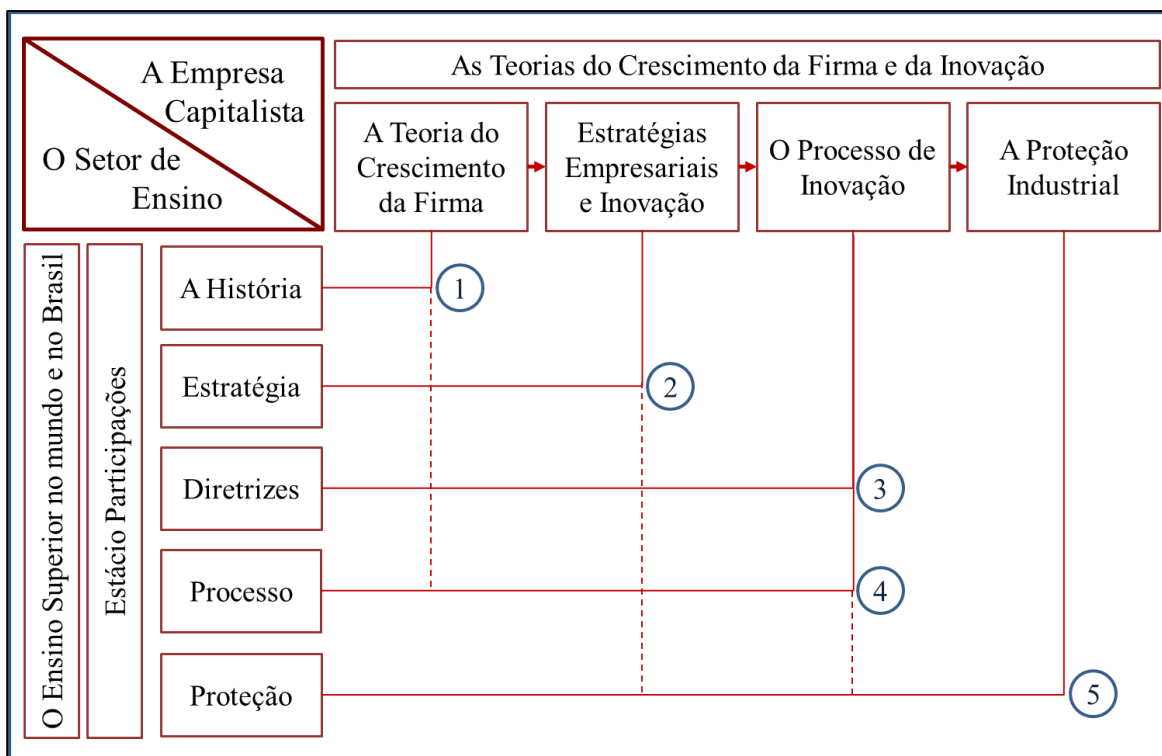 A Empresa
Capitalista
O Setor de
Ensino
As Teorias do Crescimento da Firma e da Inovação
A Teoria do
Crescimento
da Firma
Estratégias
Empresariais
e Inovação
O Processo de
Inovação
A Proteção
Industrial
O Ensino Superior no mundo e no Brasil
Estácio Participações
A História
1
Estratégia
2
Diretrizes
3
Processo
4
Proteção
5